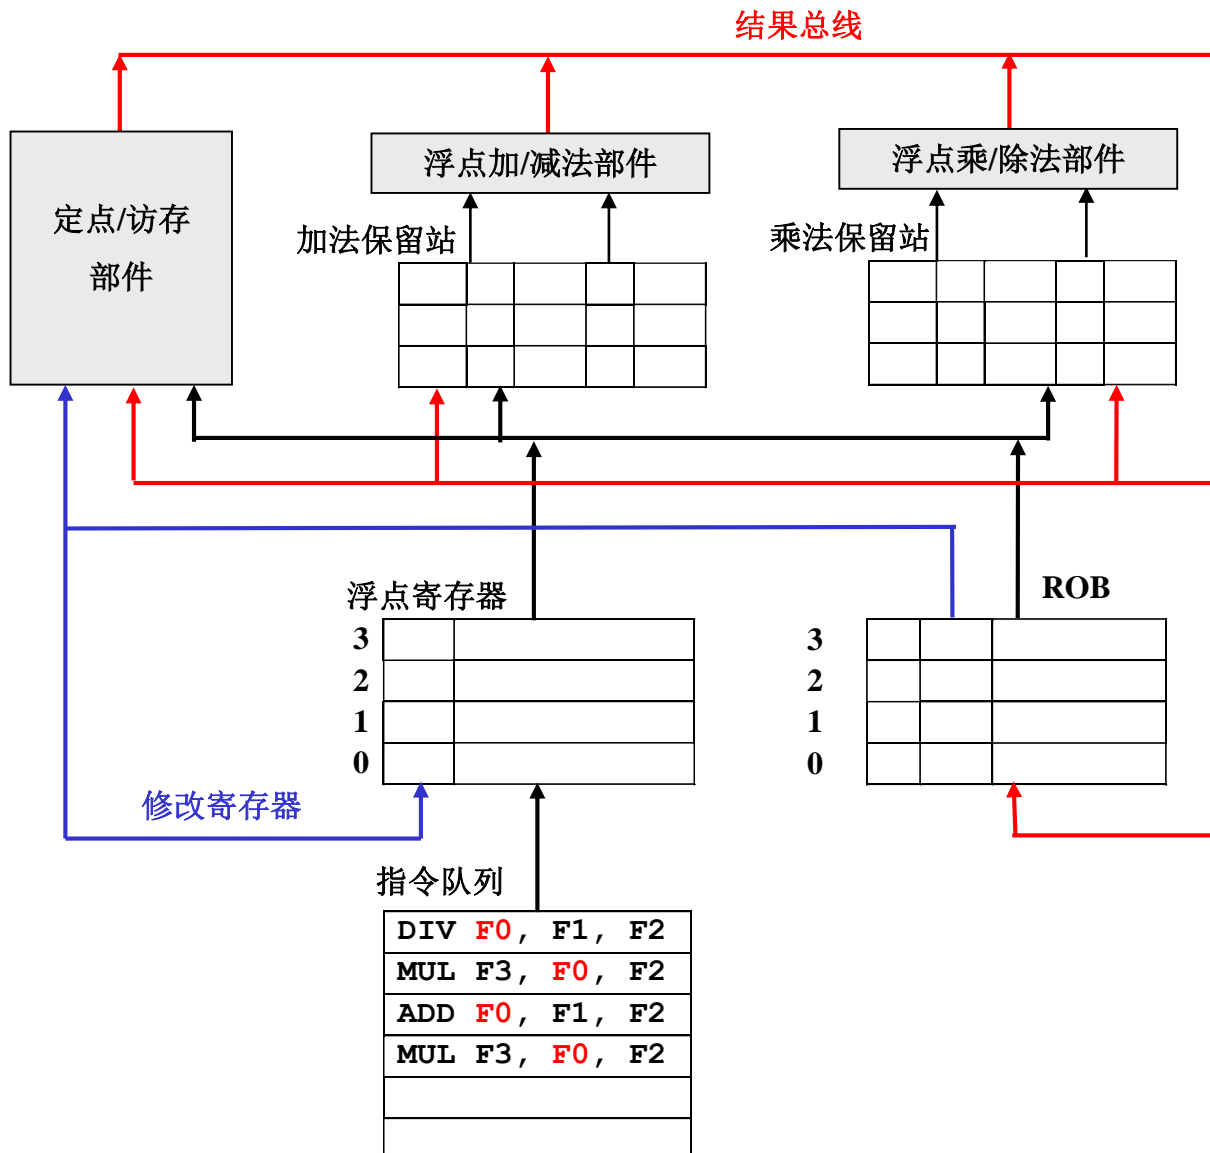 结果总线
浮点加/减法部件
浮点乘/除法部件
定点/访存
部件
加法保留站
乘法保留站
浮点寄存器
ROB
3
2
1
0
3
2
1
0
修改寄存器
指令队列
DIV F0, F1, F2
MUL F3, F0, F2
ADD F0, F1, F2
MUL F3, F0, F2